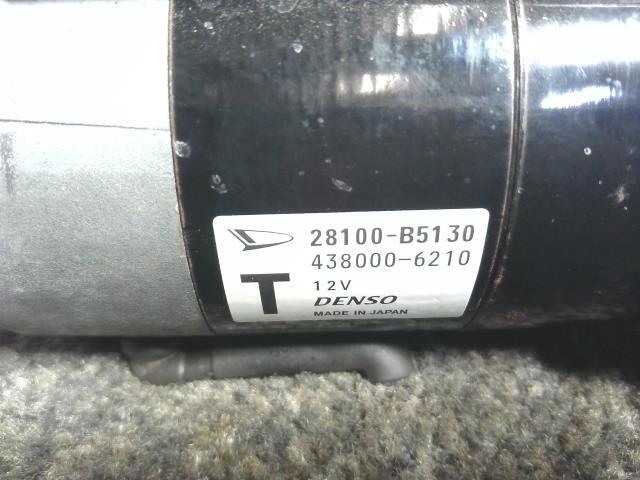 28100-B5130
438000-6210
T
12V
DENSO
MADE IN JAPAN